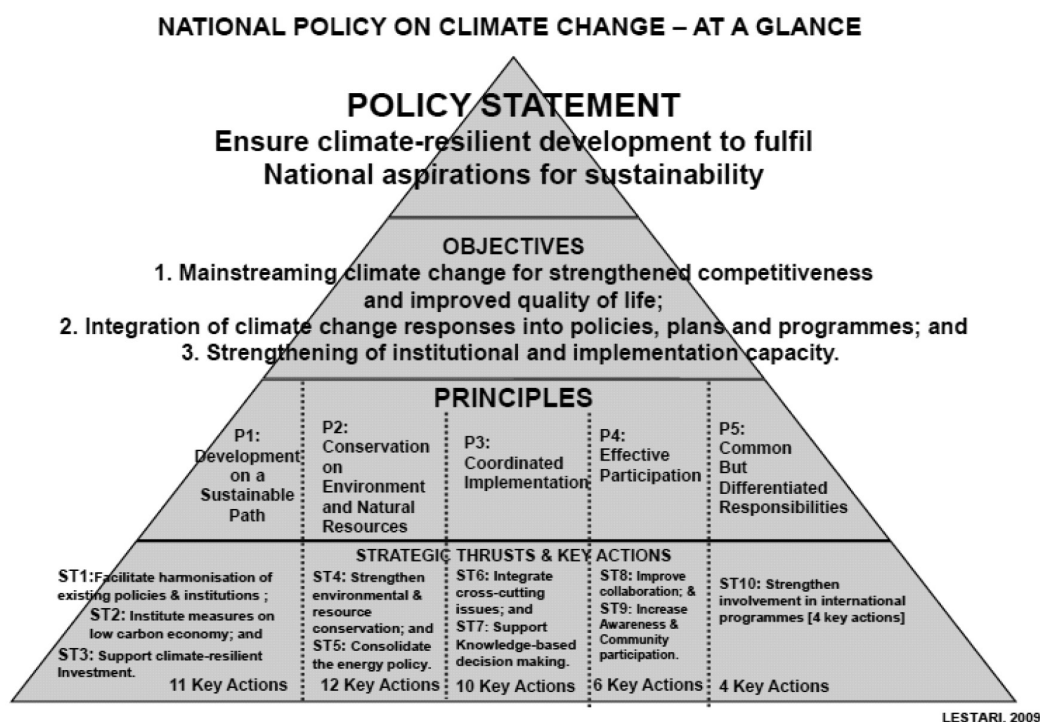 NATIONAL POLICY ON CLIMATE CHANGE – AT A GLANCE
POLICY STATEMENT
Ensure climate-resilient development to fulfil
National aspirations for sustainability
OBJECTIVES
1. Mainstreaming climate change for strengthened competitiveness
and improved quality of life;
2. Integration of climate change responses into policies, plans and programmes; and
3. Strengthening of institutional and implementation capacity.
PRINCIPLES
P1:
Development
on a
Sustainable
Path
P2:
Conservation
on
Environment
and Natural
Resources
P3:
Coordinated
Implementation
P4:
Effective
Participation
P5:
Common
But
Differentiated
Responsibilities
STRATEGIC THRUSTS & KEY ACTIONS
ST1:Facilitate harmonisation of
existing policies & institutions ;
ST2: Institute measures on
low carbon economy; and
ST3: Support climate-resilient
Investment.
11 Key Actions
ST4: Strengthen
environmental &
resource
conservation; and
ST5: Consolidate
the energy policy.
12 Key Actions
ST6: Integrate
cross-cutting
issues; and
ST7: Support
Knowledge-based
decision making.
10 Key Actions
ST8: Improve
collaboration; &
ST9: Increase
Awareness &
Community
participation.
6 Key Actions
ST10: Strengthen
involvement in international
programmes [4 key actions]
4 Key Actions
LESTARI, 2009